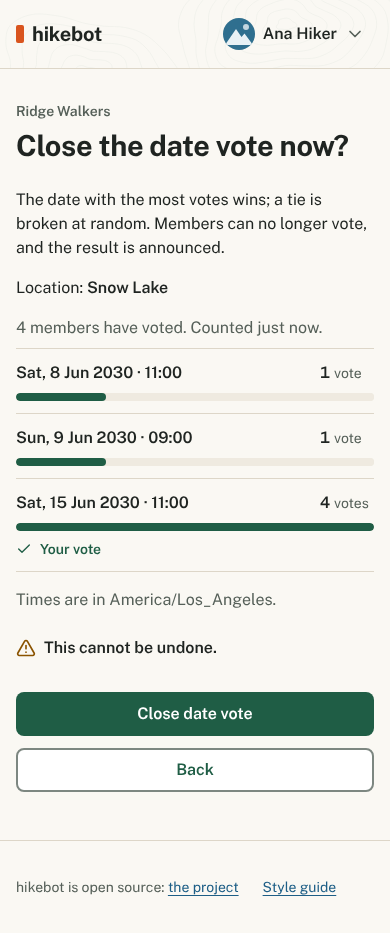 hikebot
Ana Hiker
Ridge Walkers
Close the date vote now?
The date with the most votes wins; a tie is
broken at random. Members can no longer vote,
and the result is announced.
Location: Snow Lake
4 members have voted. Counted just now.
Sat, 8 Jun 2030 · 11:00 1 vote
Sun, 9 Jun 2030 · 09:00 1 vote
Sat, 15 Jun 2030 · 11:00 4 votes
Your vote
Times are in America/Los_Angeles.
This cannot be undone.
Close date vote
Back
hikebot is open source: the project Style guide